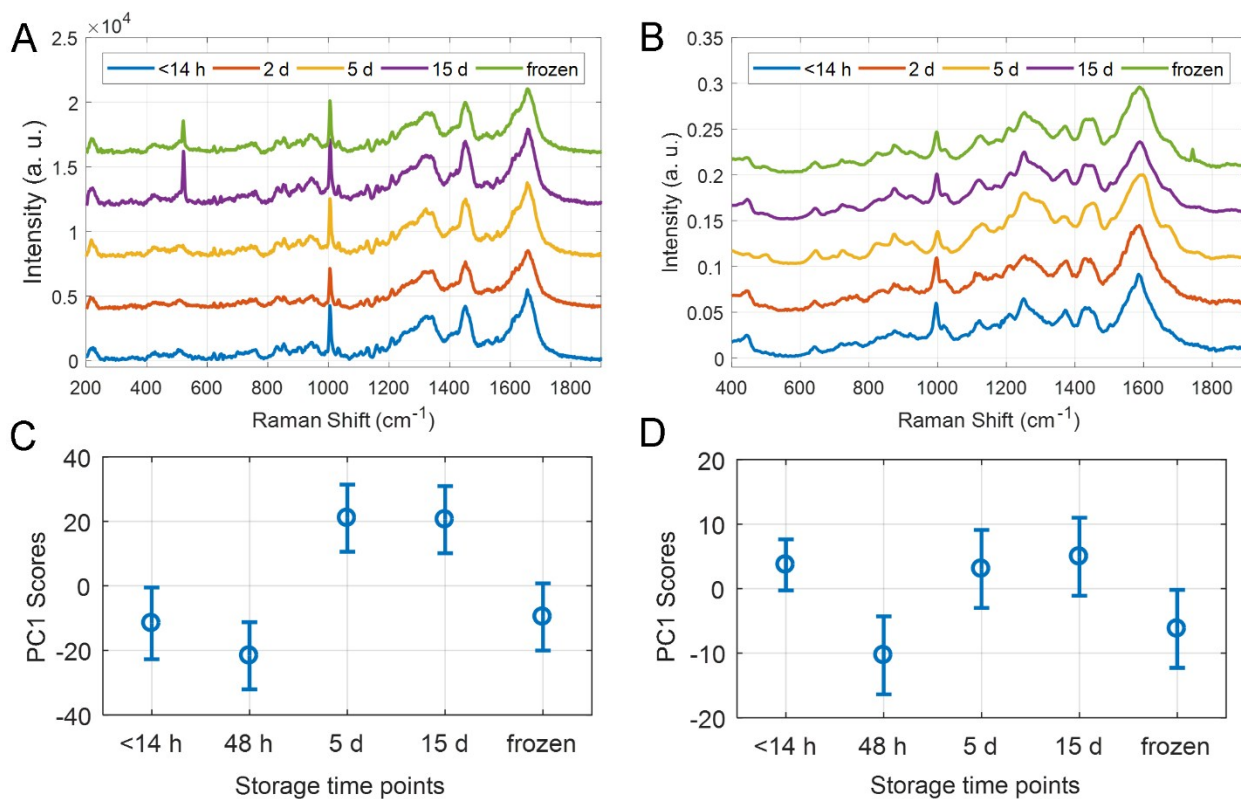 A
×10⁴
2.5
2
1.5
1
0.5
0
Intensity (a. u.)
<14 h 2 d 5 d 15 d frozen
200 400 600 800 1000 1200 1400 1600 1800
Raman Shift (cm⁻¹)
B
0.35
0.3
0.25
0.2
0.15
0.1
0.05
0
Intensity (a. u.)
<14 h 2 d 5 d 15 d frozen
400 600 800 1000 1200 1400 1600 1800
Raman Shift (cm⁻¹)
C
40
20
0
-20
-40
PC1 Scores
<14 h 48 h 5 d 15 d frozen
Storage time points
D
20
10
0
-10
-20
PC1 Scores
<14 h 48 h 5 d 15 d frozen
Storage time points